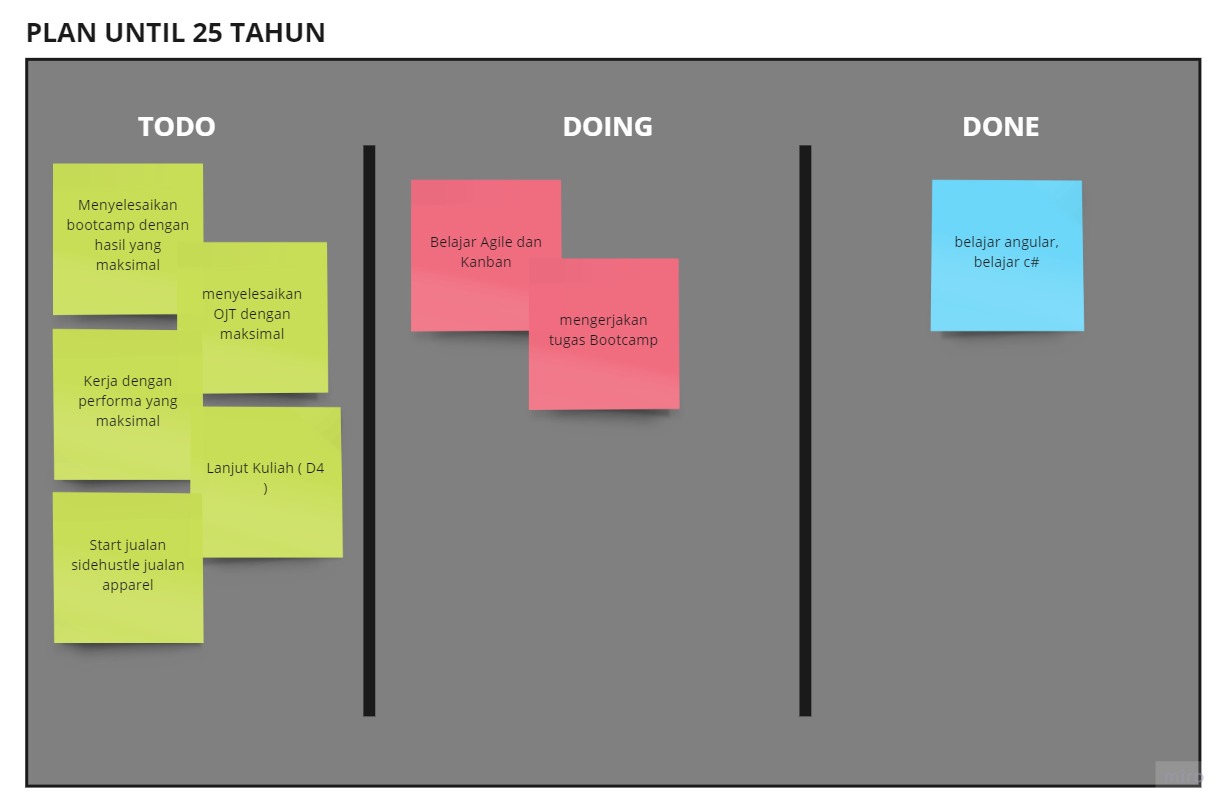 PLAN UNTIL 25 TAHUN
TODO
Menyelesaikan
bootcamp dengan
hasil yang
maksimal
menyelesaikan
OJT dengan
maksimal
Kerja dengan
performa yang
maksimal
Lanjut Kuliah ( D4
)
Start jualan
sidehustle jualan
apparel
DOING
Belajar Agile dan
Kanban
mengerjakan
tugas Bootcamp
DONE
belajar angular,
belajar c#
miro